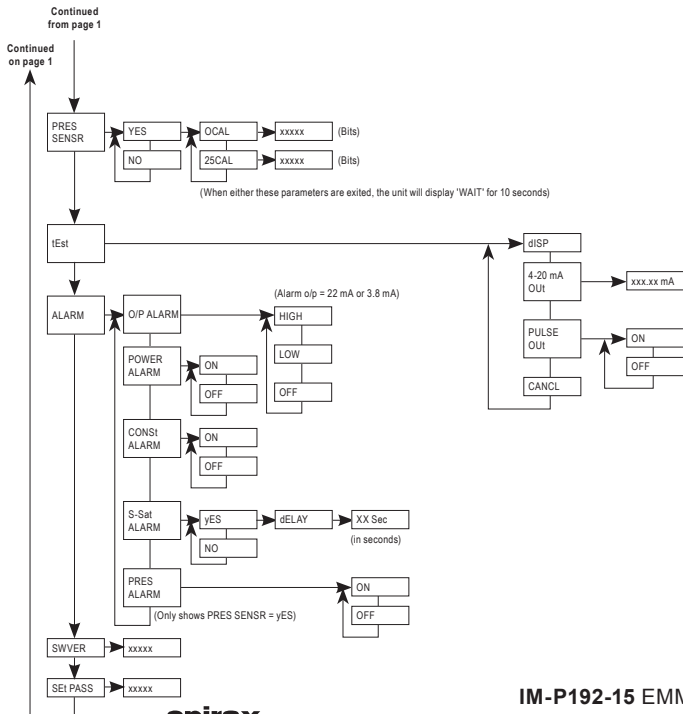 Continued
from page 1
Continued
on page 1
PRES
SENSR
YES
NO
OCAL
xxxxx
(Bits)
25CAL
xxxxx
(Bits)
(When either these parameters are exited, the unit will display 'WAIT' for 10 seconds)
tEst
dISP
4-20 mA
OUt
xxx.xx mA
PULSE
OUt
ON
OFF
CANCL
ALARM
O/P ALARM
(Alarm o/p = 22 mA or 3.8 mA)
HIGH
LOW
OFF
POWER
ALARM
ON
OFF
CONSt
ALARM
ON
OFF
S-Sat
ALARM
yES
dELAY
XX Sec
(in seconds)
NO
PRES
ALARM
ON
OFF
(Only shows PRES SENSR = yES)
SWVER
xxxxx
SEt PASS
xxxxx
IM-P192-15 EMM